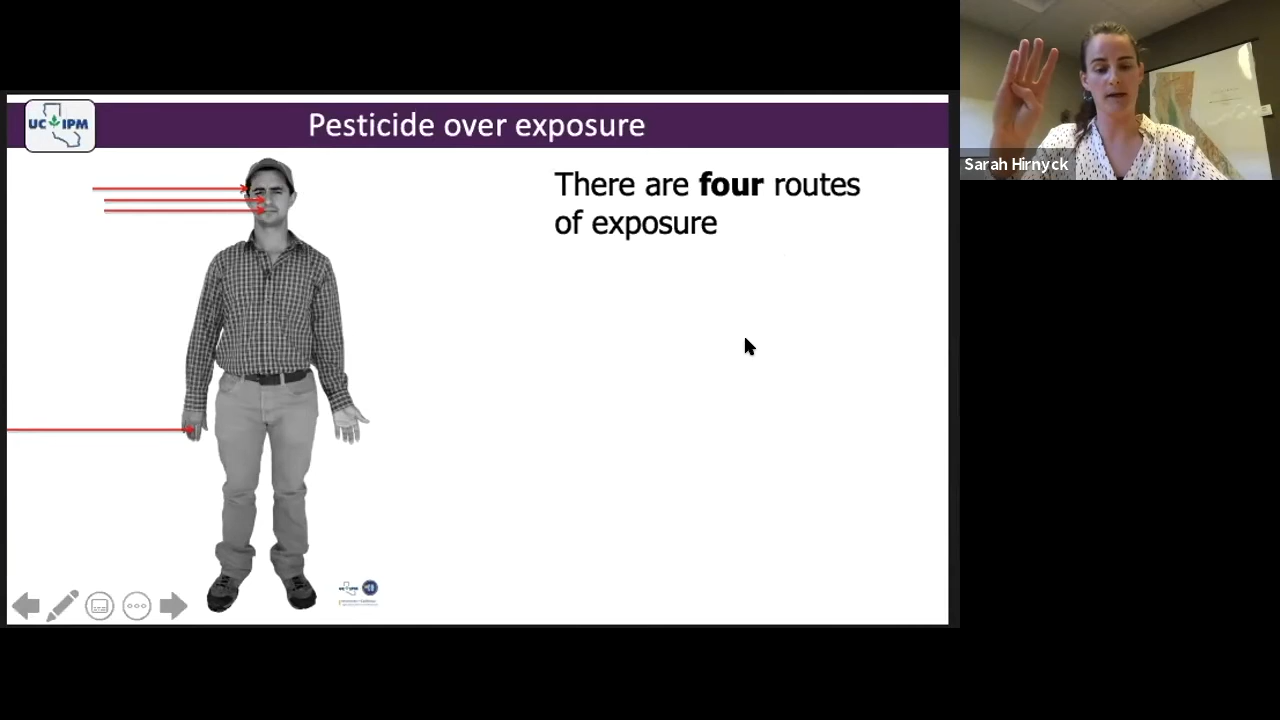 UC IPM
Pesticide over exposure
There are four routes
of exposure
Sarah Hirnyck